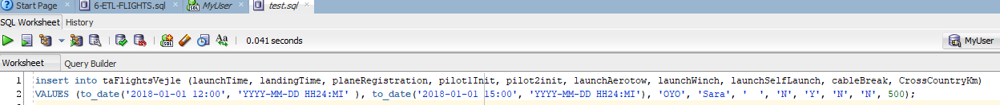 Start Page 6-ETL-FLIGHTS.sql MyUser test.sql
SQL Worksheet History
SQL Aa 0.041 seconds MyUser
Worksheet Query Builder
1 insert into taFlightsVejle (launchTime, landingTime, planeRegistration, pilot1Init, pilot2init, launchAerotow, launchWinch, launchSelfLaunch, cableBreak, CrossCountryKm)
2 VALUES (to_date('2018-01-01 12:00', 'YYYY-MM-DD HH24:MI' ), to_date('2018-01-01 15:00', 'YYYY-MM-DD HH24:MI'), 'OYO', 'Sara', '  ', 'N', 'Y', 'N', 'N', 500);